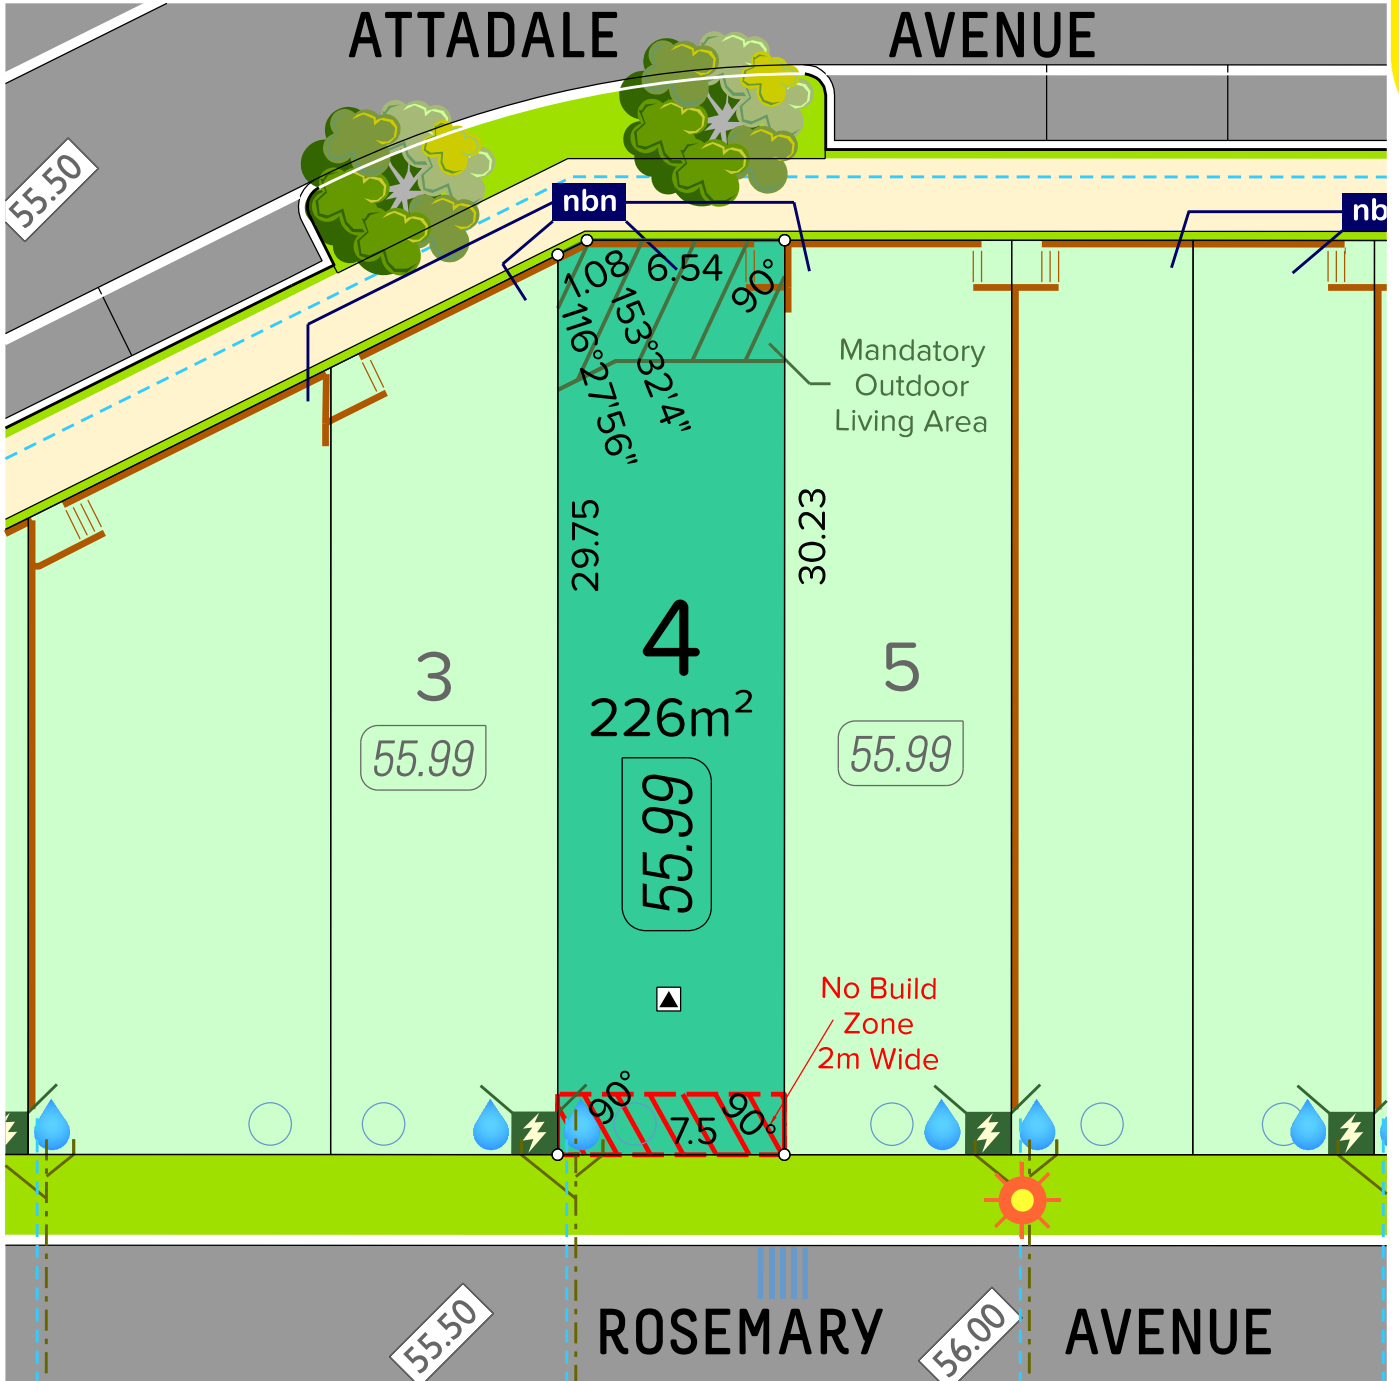 ATTADALE AVENUE
55.50
nbn
nb
1.08
6.54
90°
153°32'4"
116°27'56"
Mandatory
Outdoor
Living Area
29.75
30.23
4
226m²
55.99
3
55.99
5
55.99
No Build
Zone
2m Wide
90°
7.5
90°
55.50
ROSEMARY AVENUE
56.00